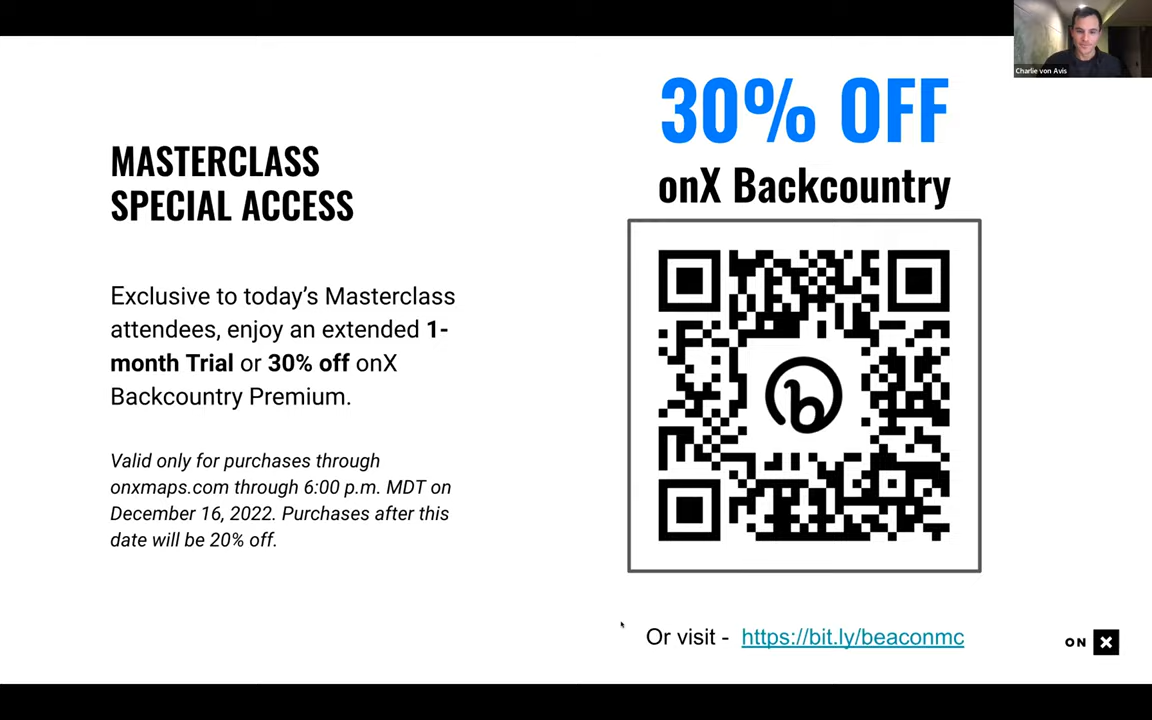 Charlie von Avis
MASTERCLASS
SPECIAL ACCESS
Exclusive to today’s Masterclass
attendees, enjoy an extended 1-
month Trial or 30% off onX
Backcountry Premium.
Valid only for purchases through
onxmaps.com through 6:00 p.m. MDT on
December 16, 2022. Purchases after this
date will be 20% off.
30% OFF
onX Backcountry
b
Or visit - https://bit.ly/beaconmc
ON X